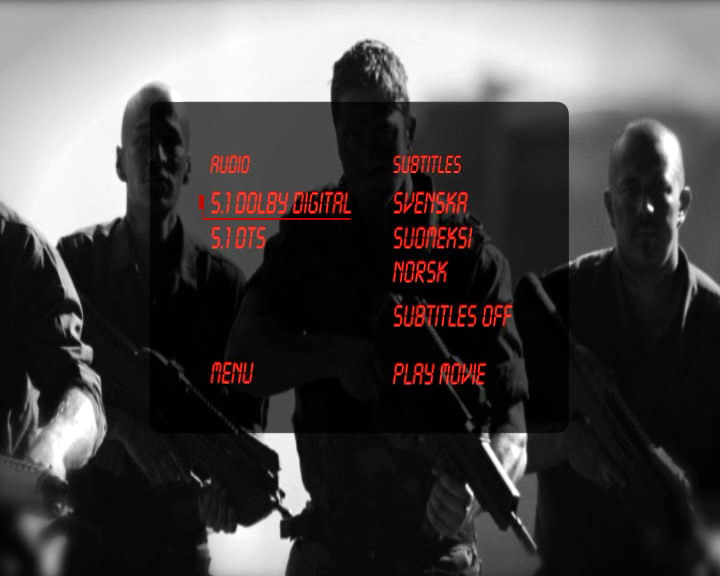 AUDIO
5.1 DOLBY DIGITAL
5.1 DTS
MENU
SUBTITLES
SVENSKA
SUOMEKSI
NORSK
SUBTITLES OFF
PLAY MOVIE